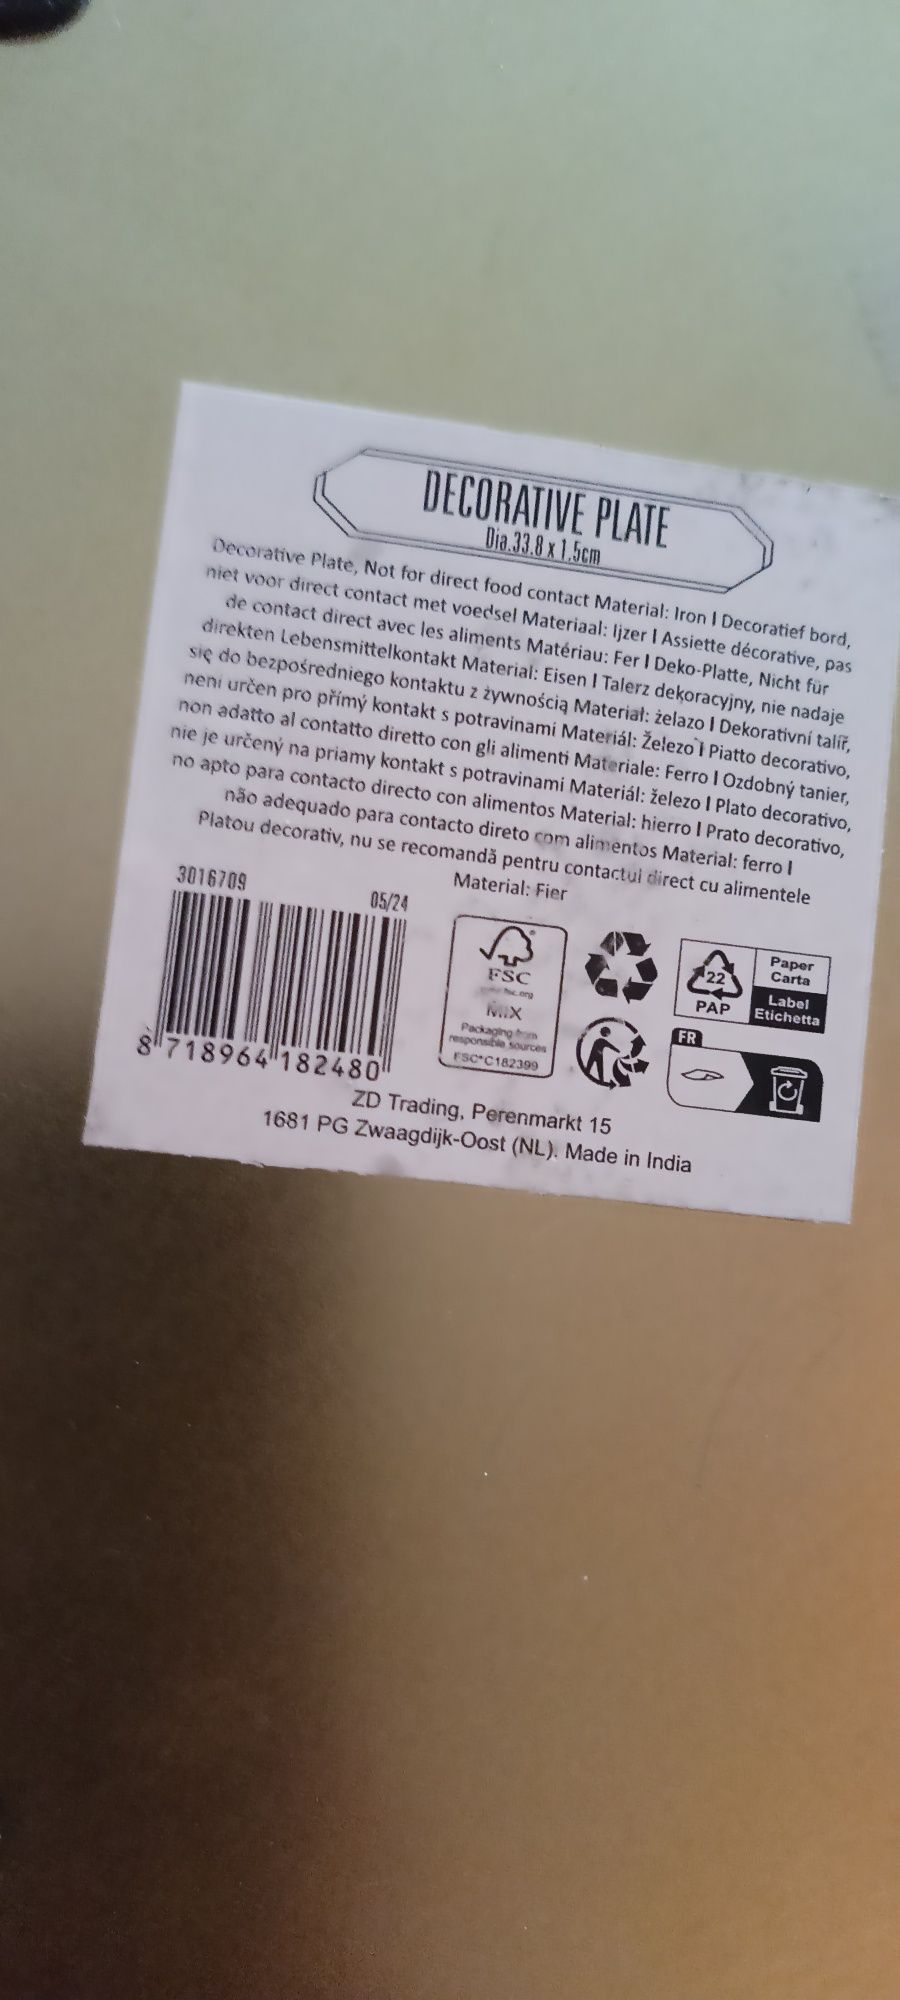 DECORATIVE PLATE
Dia.33.8 x 1.5cm
Decorative Plate, Not for direct food contact Material: Iron I Decoratief bord,
niet voor direct contact met voedsel Materiaal: Ijzer I Assiette décorative, pas
de contact direct avec les aliments Matériau: Fer I Deko-Platte, Nicht für
direkten Lebensmittelkontakt Material: Eisen I Talerz dekoracyjny, nie nadaje
się do bezpośredniego kontaktu z żywnością Materiał: żelazo I Dekorativní talíř,
není určen pro přímý kontakt s potravinami Materiál: Železo I Piatto decorativo,
non adatto al contatto diretto con gli alimenti Materiale: Ferro I Ozdobný tanier,
nie je určený na priamy kontakt s potravinami Materiál: železo I Plato decorativo,
no apto para contacto directo con alimentos Material: hierro I Prato decorativo,
não adequado para contacto direto com alimentos Material: ferro I
Platou decorativ, nu se recomandă pentru contactul direct cu alimentele
Material: Fier
3016709
05/24
8 718964 182480
FSC
MIX
Packaging from
responsible sources
FSC® C182399
22
PAP
Paper
Carta
Label
Etichetta
FR
ZD Trading, Perenmarkt 15
1681 PG Zwaagdijk-Oost (NL). Made in India